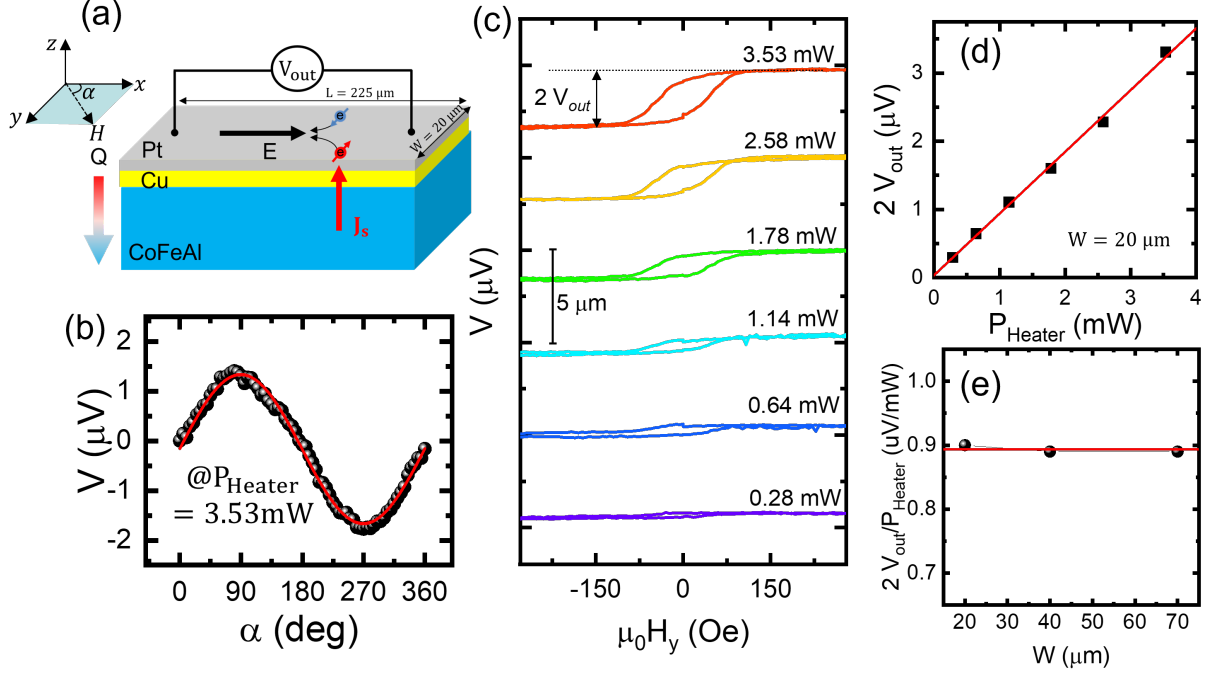 (a)
z
x
α
y
H
Q
V_out
L = 225 μm
W = 20 μm
e
e
Pt
E
Cu
J_s
CoFeAl
(b)
2
1
0
-1
-2
V (μV)
@P_Heater
= 3.53mW
0 90 180 270 360
α (deg)
(c)
3.53 mW
2 V_out
2.58 mW
1.78 mW
5 μm
1.14 mW
0.64 mW
0.28 mW
V (μV)
-150 0 150
μ₀H_y (Oe)
(d)
3
2
1
0
2 V_out (μV)
W = 20 μm
0 1 2 3 4
P_Heater (mW)
(e)
1.0
0.9
0.8
0.7
2 V_out/P_Heater (uV/mW)
20 30 40 50 60 70
W (μm)